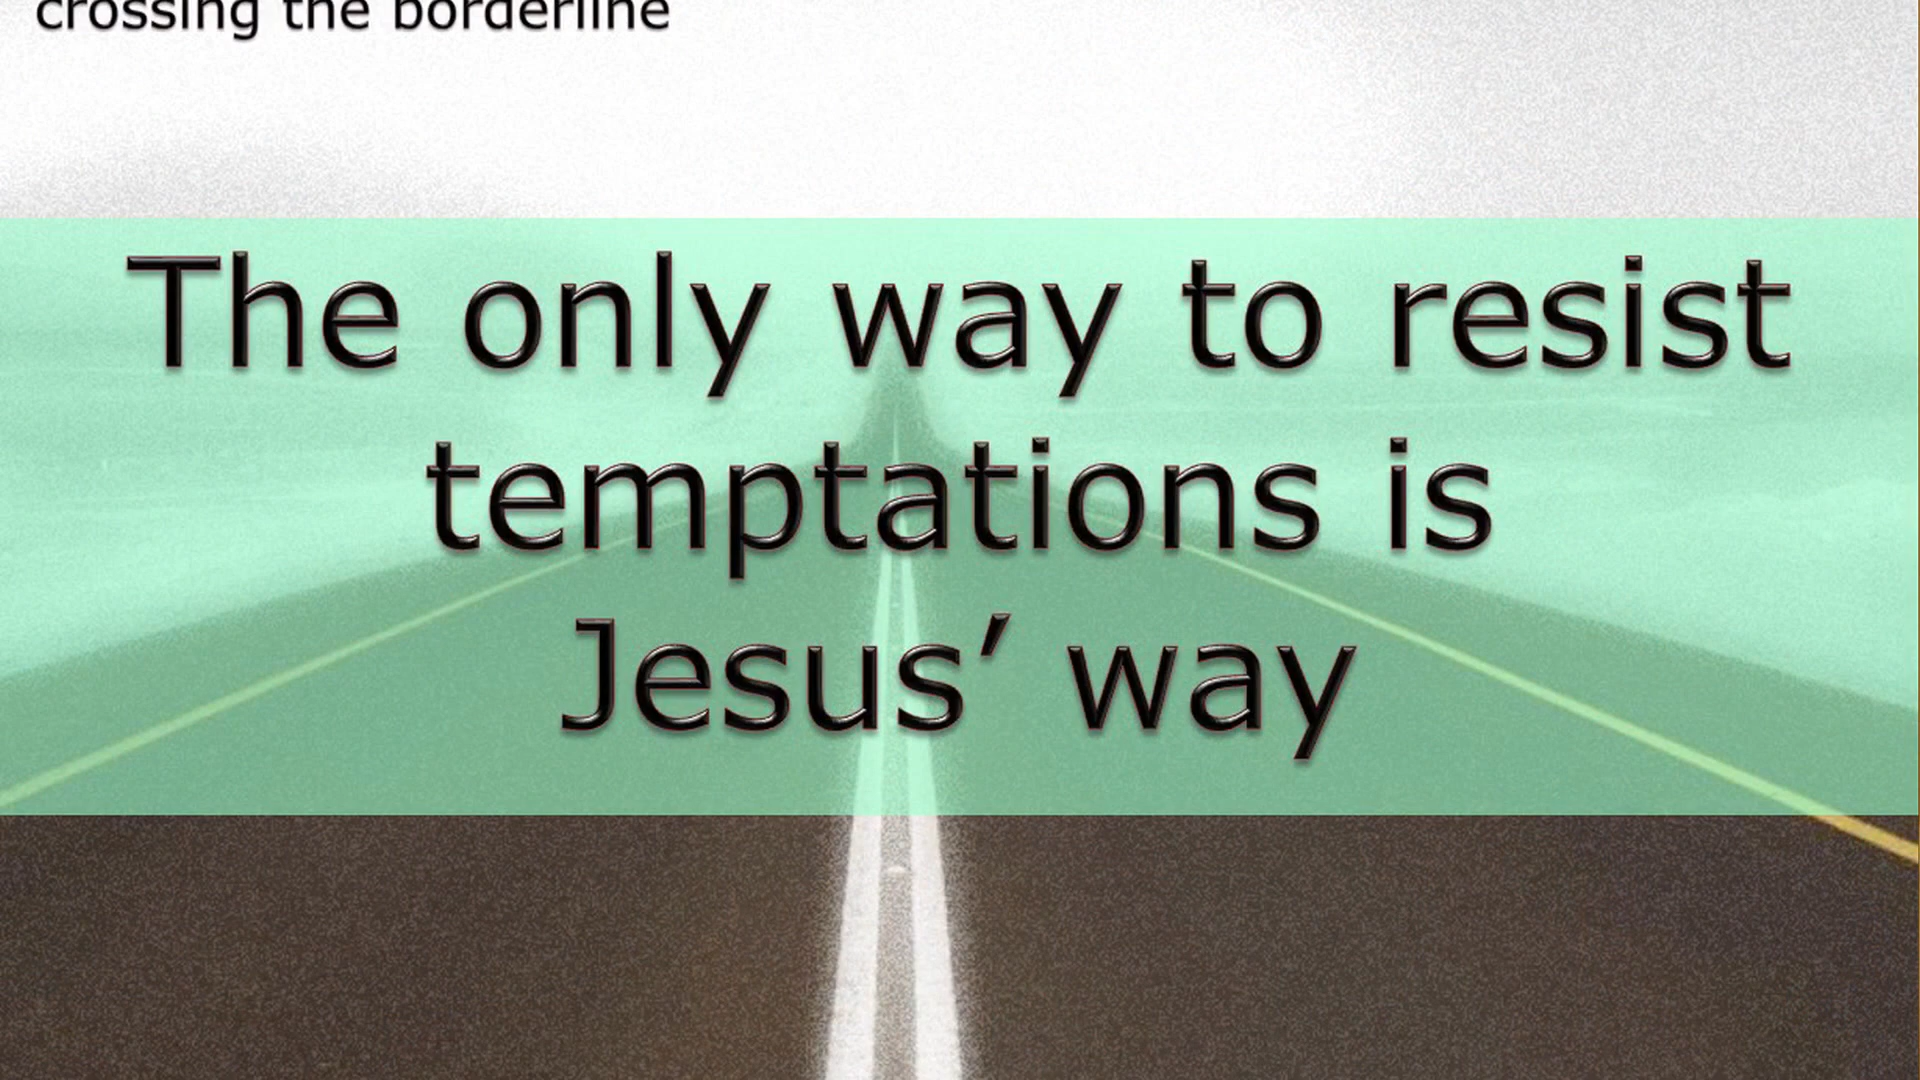 crossing the borderline
The only way to resist
temptations is
Jesus’ way